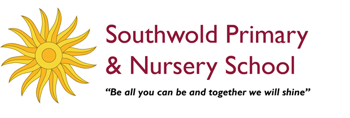 Southwold Primary
& Nursery School
“Be all you can be and together we will shine”